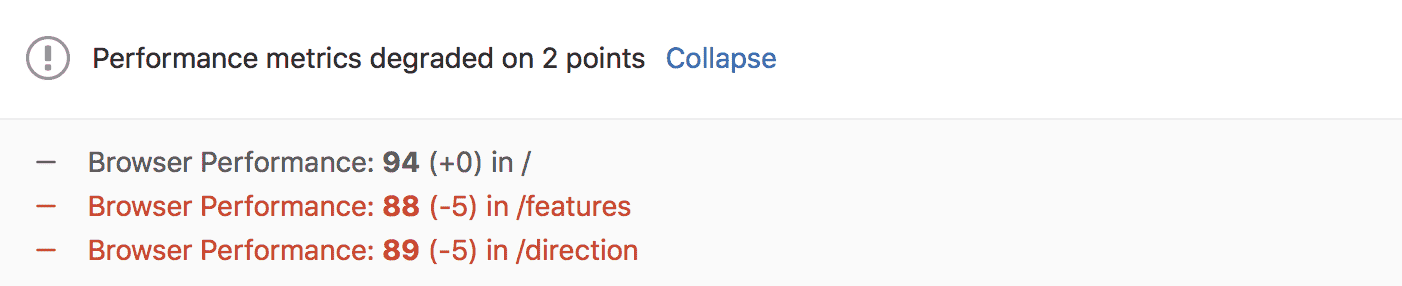 Performance metrics degraded on 2 points Collapse
– Browser Performance: 94 (+0) in /
– Browser Performance: 88 (-5) in /features
– Browser Performance: 89 (-5) in /direction